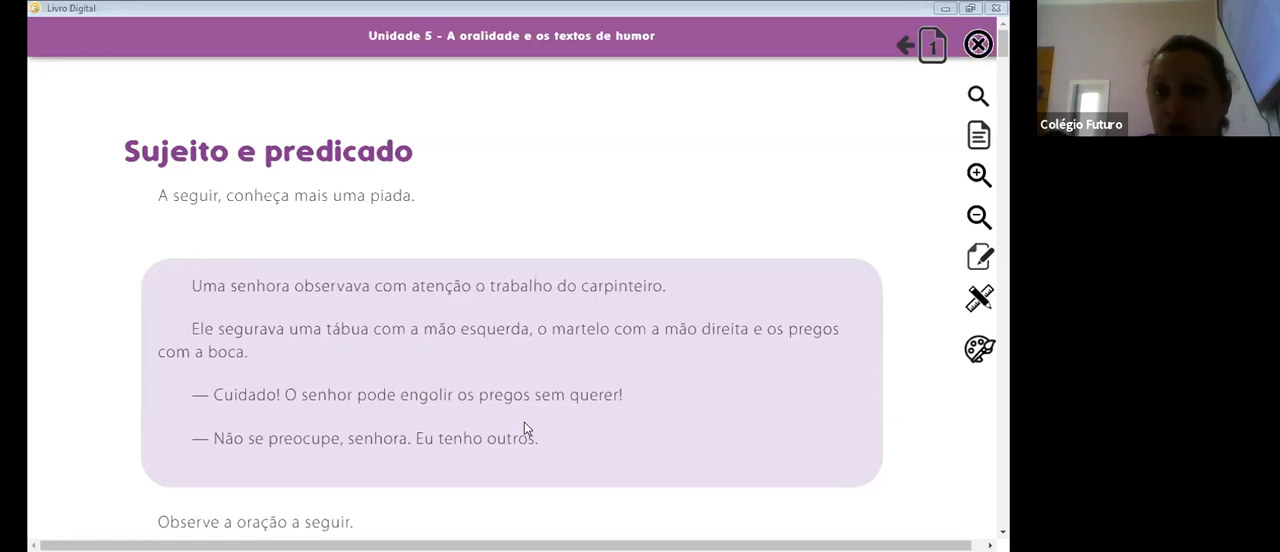 Livro Digital
Unidade 5 - A oralidade e os textos de humor
1
Colégio Futuro
Sujeito e predicado
A seguir, conheça mais uma piada.
Uma senhora observava com atenção o trabalho do carpinteiro.
Ele segurava uma tábua com a mão esquerda, o martelo com a mão direita e os pregos
com a boca.
— Cuidado! O senhor pode engolir os pregos sem querer!
— Não se preocupe, senhora. Eu tenho outros.
Observe a oração a seguir.